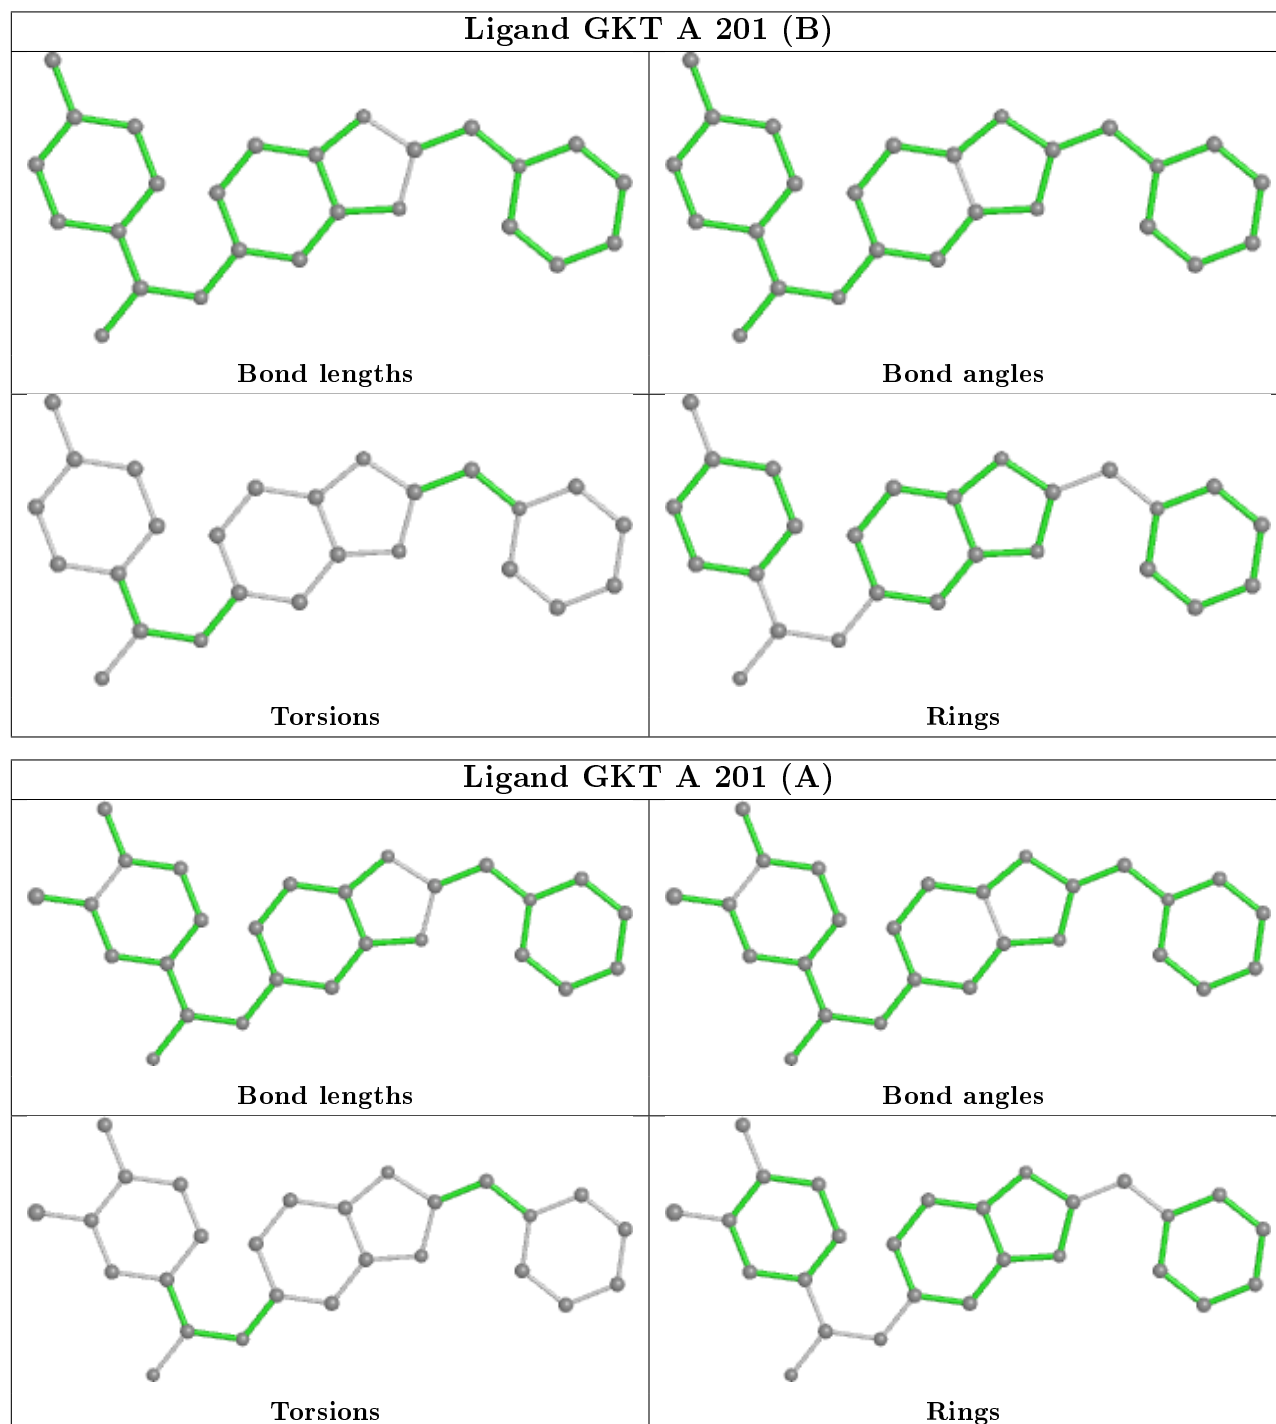 Ligand GKT A 201 (B)
Bond lengths
Bond angles
Torsions
Rings
Ligand GKT A 201 (A)
Bond lengths
Bond angles
Torsions
Rings